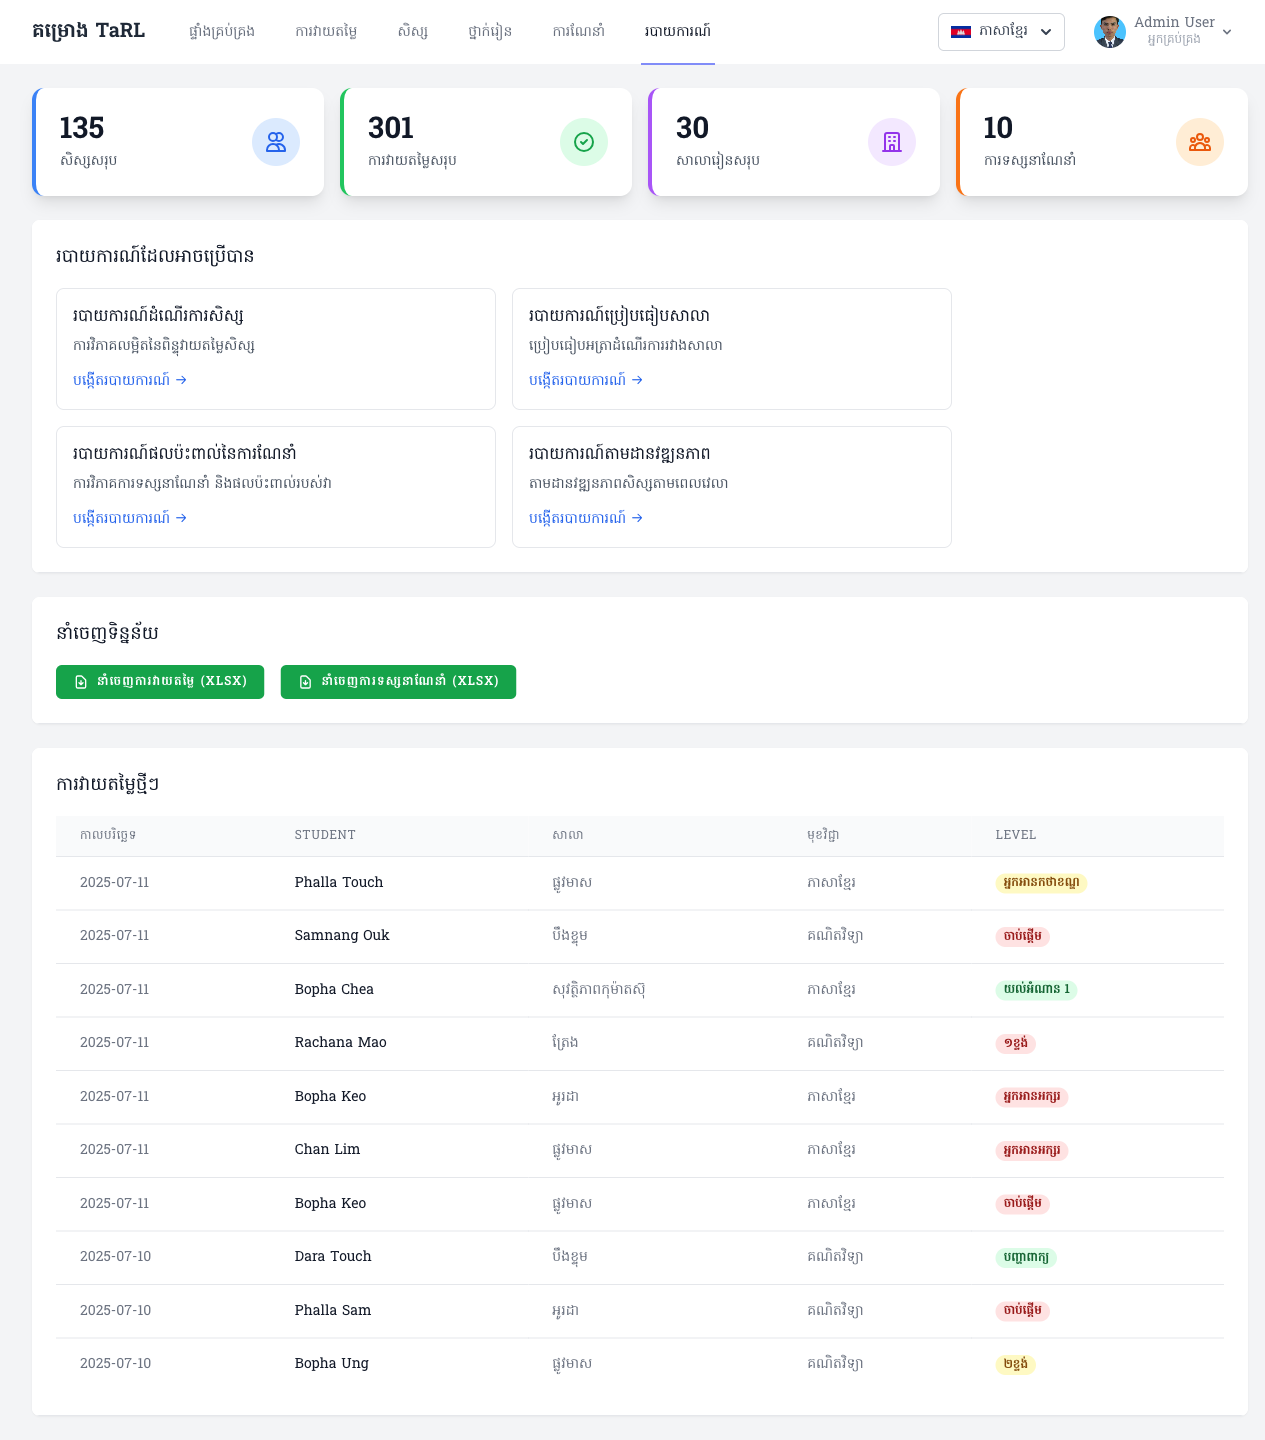 គម្រោង TaRL
ផ្ទាំងគ្រប់គ្រង
ការវាយតម្លៃ
សិស្ស
ថ្នាក់រៀន
ការណែនាំ
របាយការណ៍
ភាសាខ្មែរ
Admin User
អ្នកគ្រប់គ្រង
135
សិស្សសរុប
301
ការវាយតម្លៃសរុប
30
សាលារៀនសរុប
10
ការទស្សនាណែនាំ
របាយការណ៍ដែលអាចប្រើបាន
របាយការណ៍ដំណើរការសិស្ស
ការវិភាគលម្អិតនៃពិន្ទុវាយតម្លៃសិស្ស
បង្កើតរបាយការណ៍ →
របាយការណ៍ប្រៀបធៀបសាលា
ប្រៀបធៀបអត្រាដំណើរការរវាងសាលា
បង្កើតរបាយការណ៍ →
របាយការណ៍ផលប៉ះពាល់នៃការណែនាំ
ការវិភាគការទស្សនាណែនាំ និងផលប៉ះពាល់របស់វា
បង្កើតរបាយការណ៍ →
របាយការណ៍តាមដានវឌ្ឍនភាព
តាមដានវឌ្ឍនភាពសិស្សតាមពេលវេលា
បង្កើតរបាយការណ៍ →
នាំចេញទិន្នន័យ
នាំចេញការវាយតម្លៃ (XLSX)
នាំចេញការទស្សនាណែនាំ (XLSX)
ការវាយតម្លៃថ្មីៗ
កាលបរិច្ឆេទ STUDENT សាលា មុខវិជ្ជា LEVEL
2025-07-11 Phalla Touch ផ្លូវមាស ភាសាខ្មែរ អ្នកអានកថាខណ្ឌ
2025-07-11 Samnang Ouk បឹងខ្ទុម គណិតវិទ្យា ចាប់ផ្តើម
2025-07-11 Bopha Chea សុវត្ថិភាពកុម៉ាតស៊ុ ភាសាខ្មែរ យល់អំណាន 1
2025-07-11 Rachana Mao ត្រែង គណិតវិទ្យា ១ខ្ទង់
2025-07-11 Bopha Keo អូរដា ភាសាខ្មែរ អ្នកអានអក្សរ
2025-07-11 Chan Lim ផ្លូវមាស ភាសាខ្មែរ អ្នកអានអក្សរ
2025-07-11 Bopha Keo ផ្លូវមាស ភាសាខ្មែរ ចាប់ផ្តើម
2025-07-10 Dara Touch បឹងខ្ទុម គណិតវិទ្យា បញ្ហាពាក្យ
2025-07-10 Phalla Sam អូរដា គណិតវិទ្យា ចាប់ផ្តើម
2025-07-10 Bopha Ung ផ្លូវមាស គណិតវិទ្យា ២ខ្ទង់